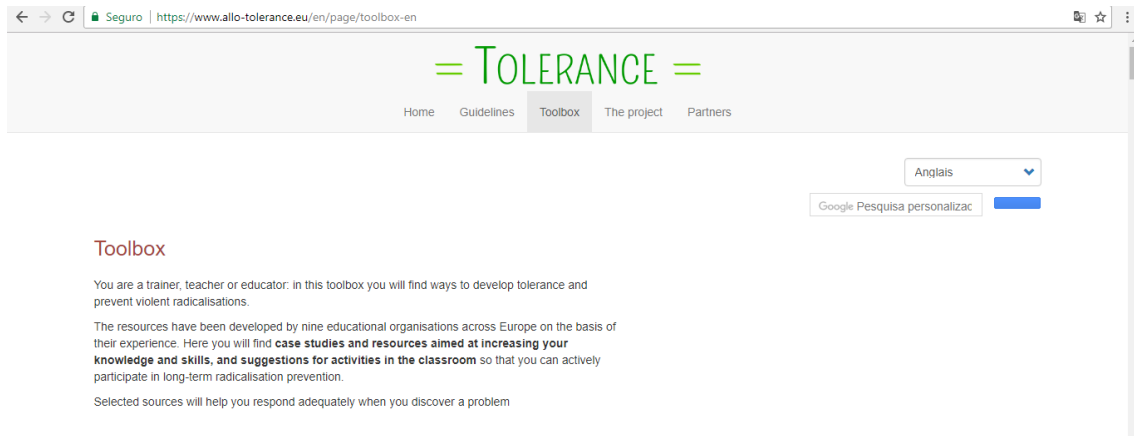 Seguro | https://www.allo-tolerance.eu/en/page/toolbox-en
= TOLERANCE =
Home Guidelines Toolbox The project Partners
Anglais
Google Pesquisa personalizac
Toolbox
You are a trainer, teacher or educator: in this toolbox you will find ways to develop tolerance and
prevent violent radicalisations.
The resources have been developed by nine educational organisations across Europe on the basis of
their experience. Here you will find case studies and resources aimed at increasing your
knowledge and skills, and suggestions for activities in the classroom so that you can actively
participate in long-term radicalisation prevention.
Selected sources will help you respond adequately when you discover a problem